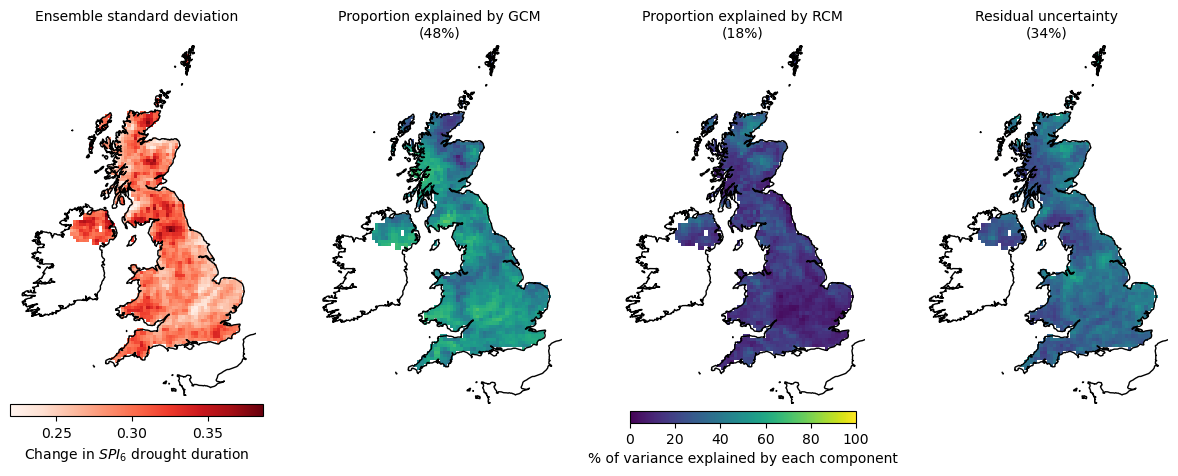 Ensemble standard deviation
Proportion explained by GCM
(48%)
Proportion explained by RCM
(18%)
Residual uncertainty
(34%)
0.25 0.30 0.35
Change in SPI6 drought duration
0 20 40 60 80 100
% of variance explained by each component